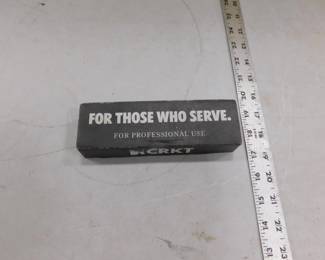 FOR THOSE WHO SERVE.
FOR PROFESSIONAL USE
CRKT